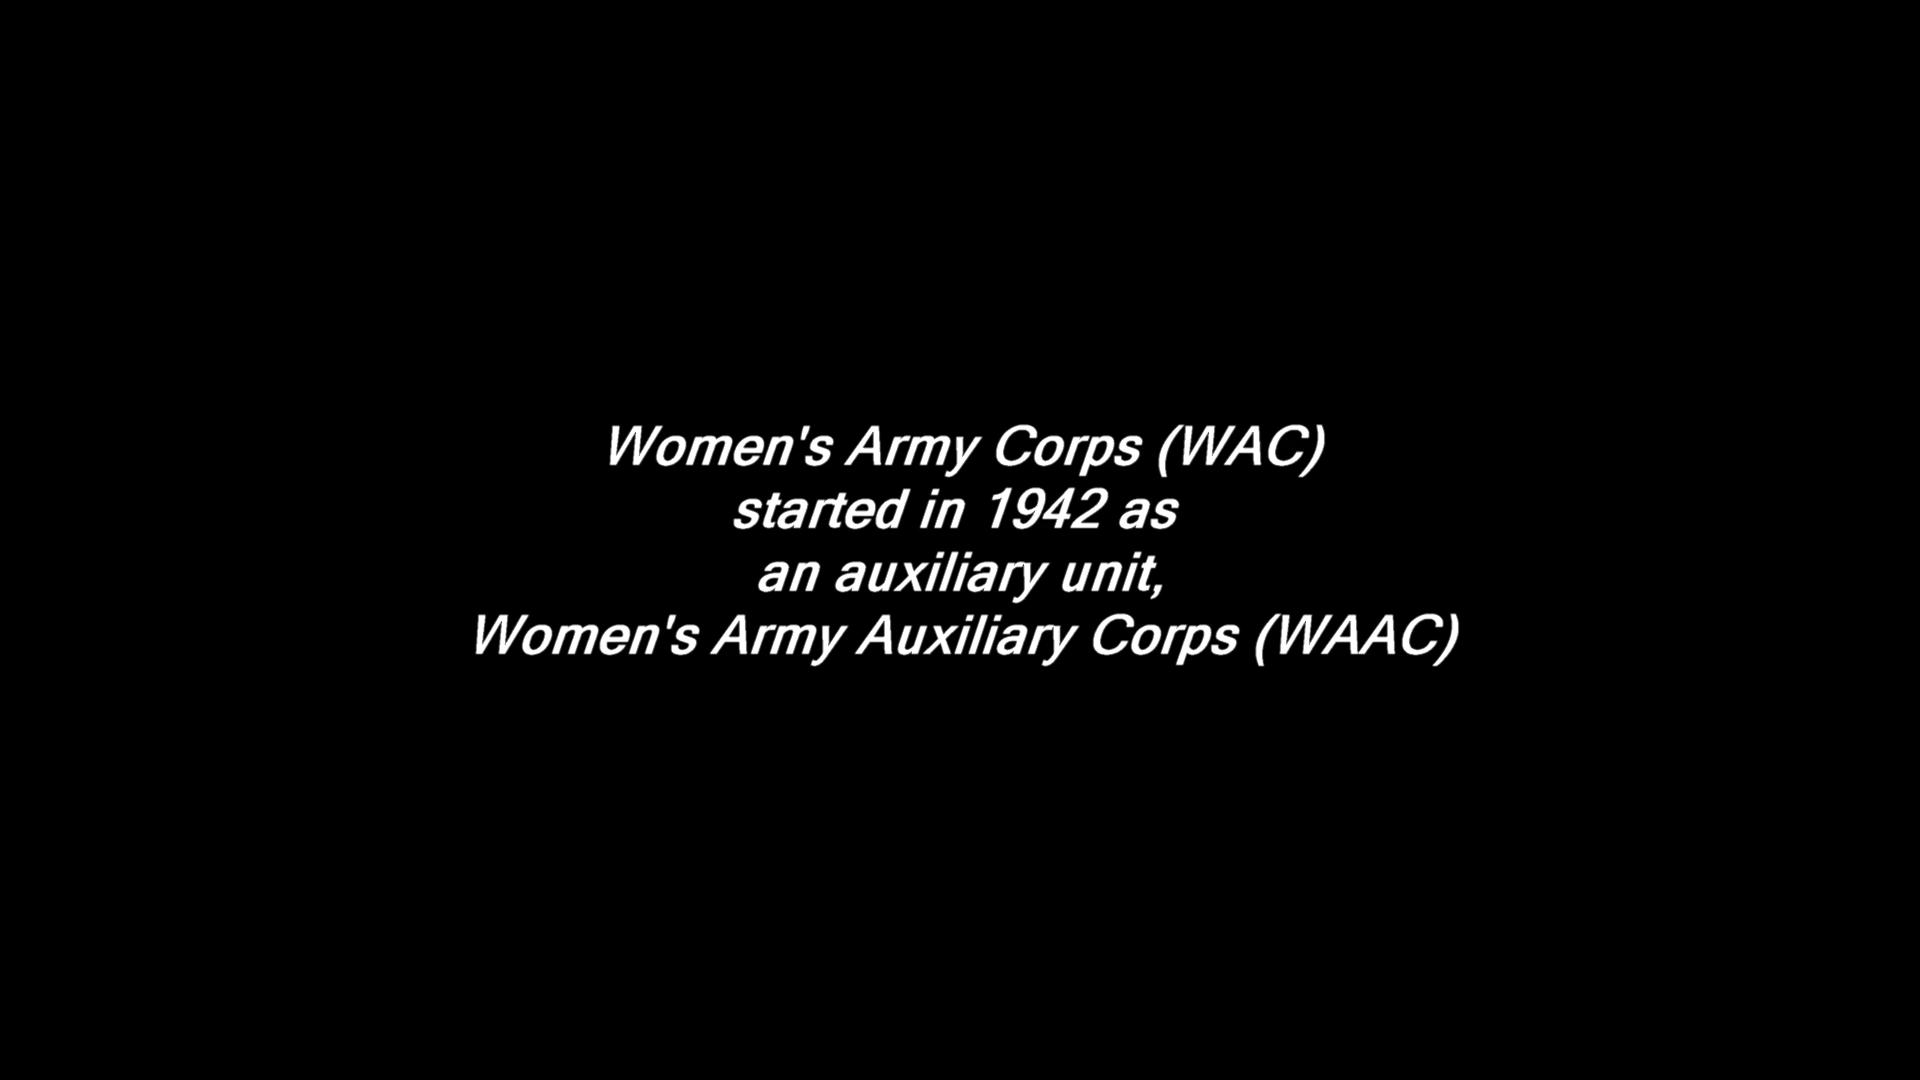 Women's Army Corps (WAC)
started in 1942 as
an auxiliary unit,
Women's Army Auxiliary Corps (WAAC)